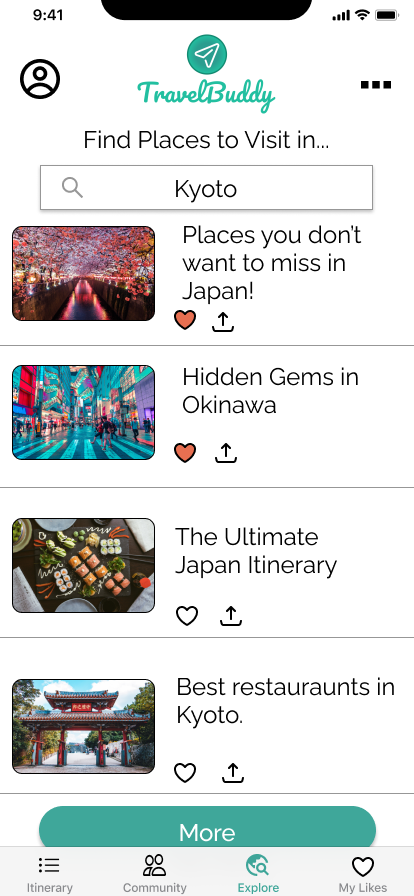 9:41
TravelBuddy
Find Places to Visit in...
Kyoto
Places you don't
want to miss in
Japan!
Hidden Gems in
Okinawa
The Ultimate
Japan Itinerary
Best restauraunts in
Kyoto.
More
Itinerary
Community
Explore
My Likes